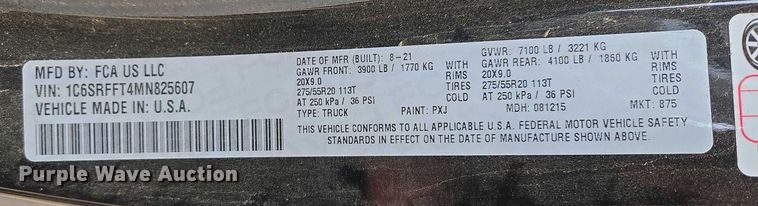 MFD BY: FCA US LLC
VIN: 1C6SRFFT4MN825607
VEHICLE MADE IN: U.S.A.
DATE OF MFR (BUILT): 8-21
GAWR FRONT: 3900 LB / 1770 KG WITH
20X9.0 RIMS
275/55R20 113T TIRES
AT 250 kPa / 36 PSI COLD
TYPE: TRUCK PAINT: PXJ
GVWR: 7100 LB / 3221 KG
GAWR REAR: 4100 LB / 1860 KG WITH
20X9.0 RIMS
275/55R20 113T TIRES
AT 250 kPa / 36 PSI COLD
MDH: 081215 MKT: 875
THIS VEHICLE CONFORMS TO ALL APPLICABLE U.S.A. FEDERAL MOTOR VEHICLE SAFETY
STANDARDS IN EFFECT ON THE DATE OF MANUFACTURE SHOWN ABOVE.
Purple Wave Auction